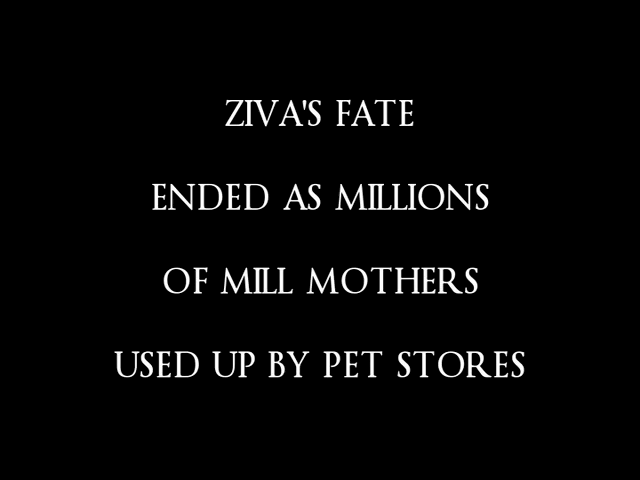 ZIVA'S FATE
ENDED AS MILLIONS
OF MILL MOTHERS
USED UP BY PET STORES